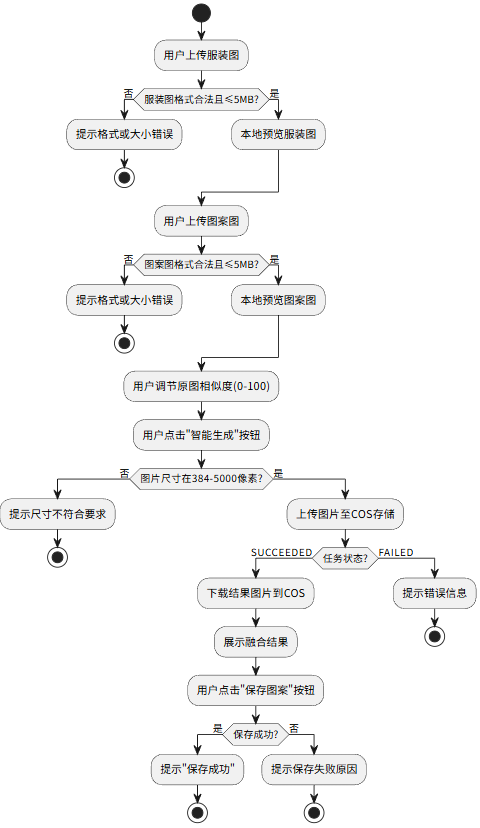 用户上传服装图
否
服装图格式合法且≤5MB?
是
提示格式或大小错误
本地预览服装图
用户上传图案图
否
图案图格式合法且≤5MB?
是
提示格式或大小错误
本地预览图案图
用户调节原图相似度(0-100)
用户点击"智能生成"按钮
否
图片尺寸在384-5000像素?
是
提示尺寸不符合要求
上传图片至COS存储
SUCCEEDED
任务状态?
FAILED
下载结果图片到COS
提示错误信息
展示融合结果
用户点击"保存图案"按钮
是
保存成功?
否
提示"保存成功"
提示保存失败原因